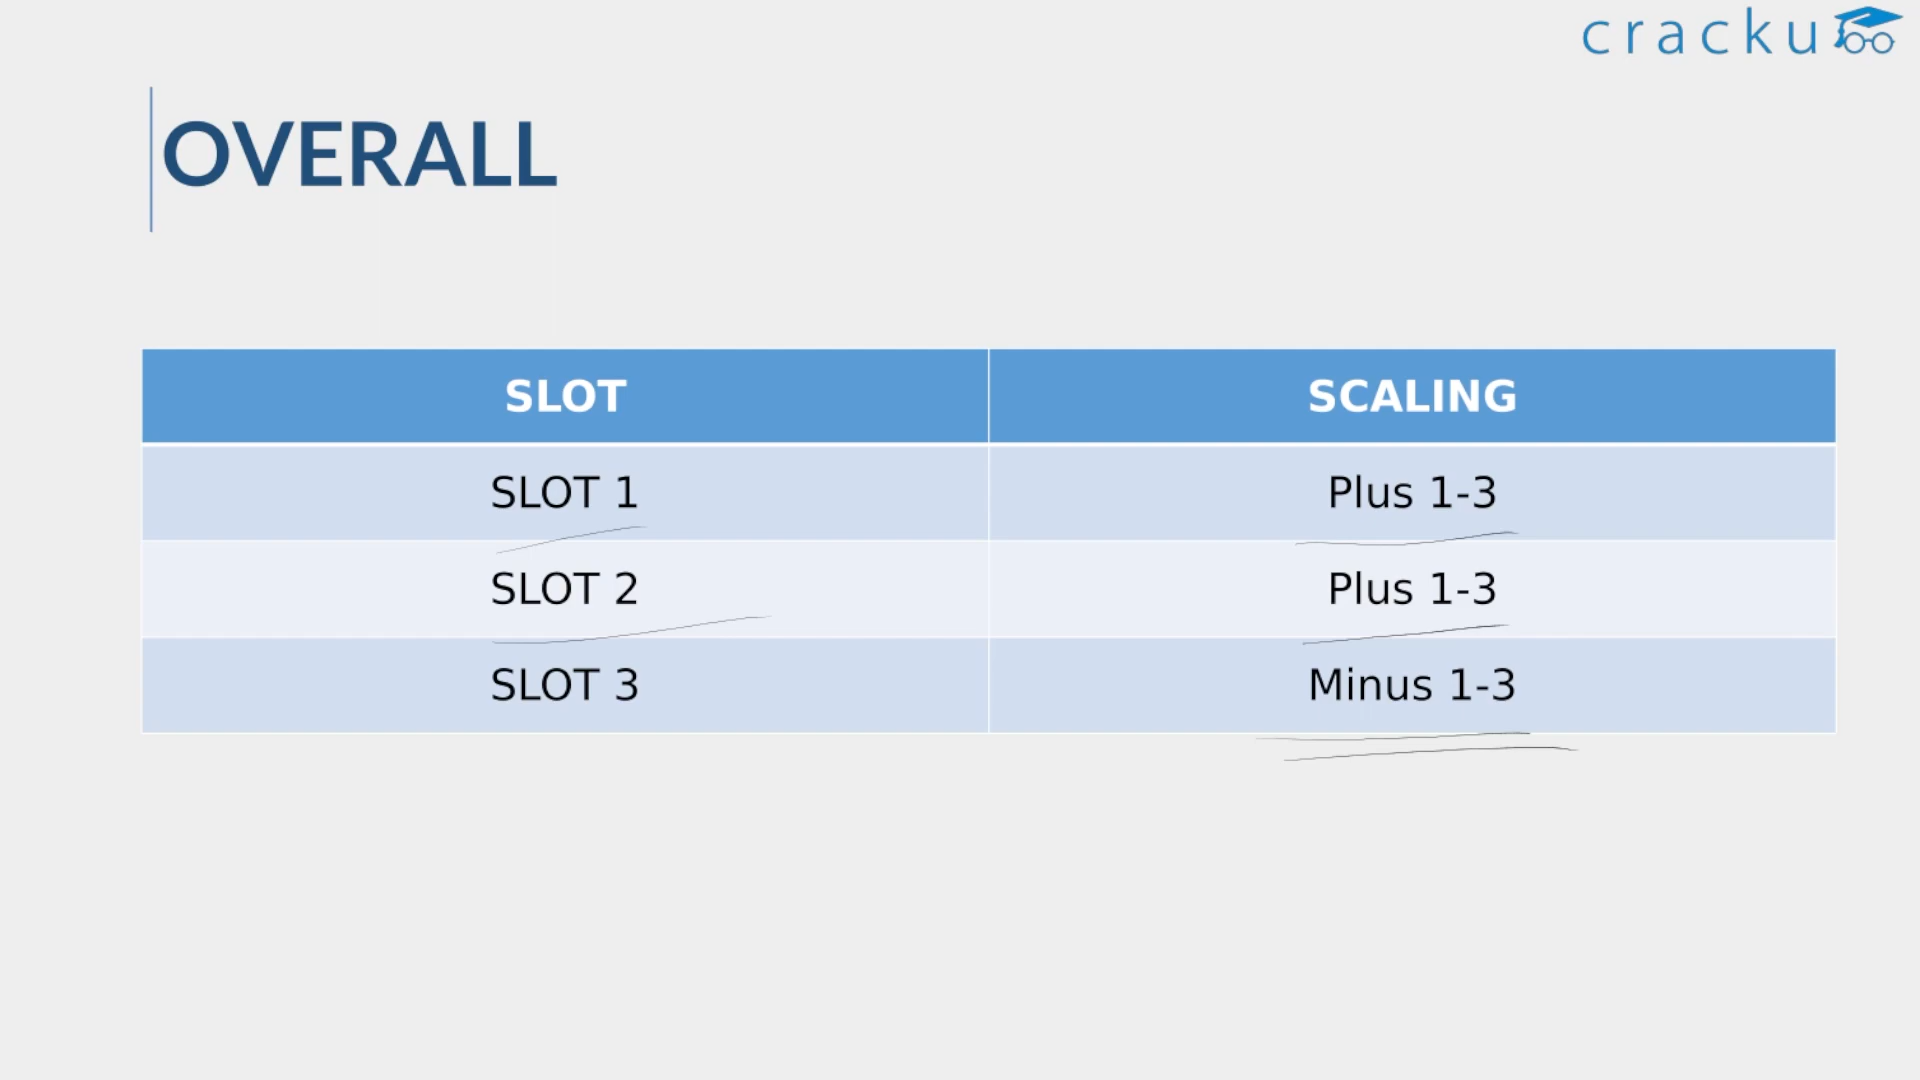 cracku
OVERALL
SLOT SCALING
SLOT 1 Plus 1-3
SLOT 2 Plus 1-3
SLOT 3 Minus 1-3